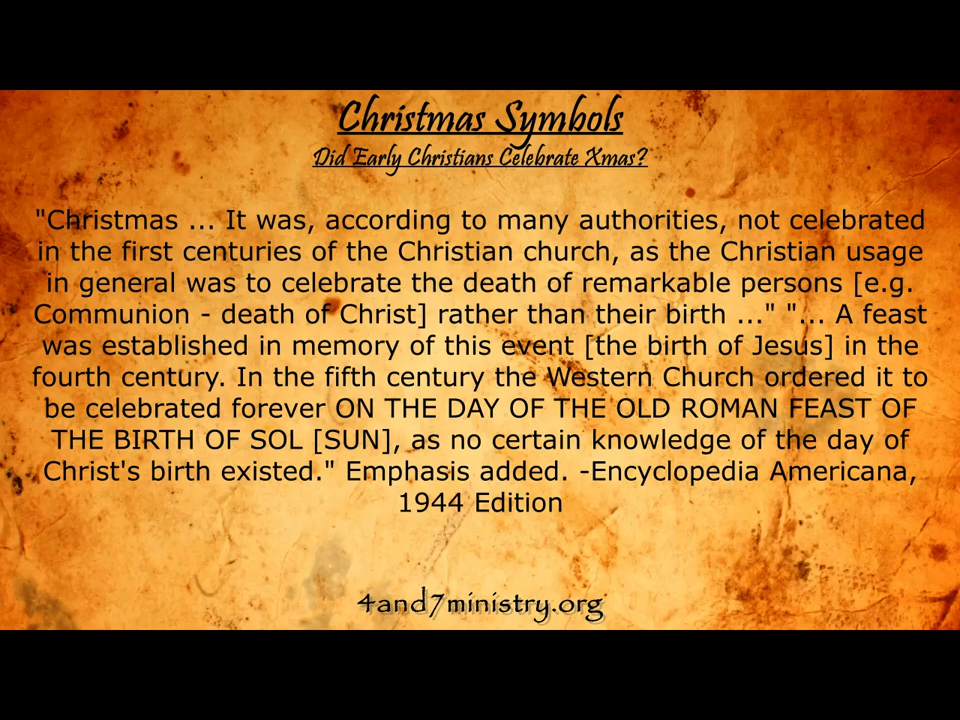 Christmas Symbols
Did Early Christians Celebrate Xmas?
"Christmas ... It was, according to many authorities, not celebrated
in the first centuries of the Christian church, as the Christian usage
in general was to celebrate the death of remarkable persons [e.g.
Communion - death of Christ] rather than their birth ..." "... A feast
was established in memory of this event [the birth of Jesus] in the
fourth century. In the fifth century the Western Church ordered it to
be celebrated forever ON THE DAY OF THE OLD ROMAN FEAST OF
THE BIRTH OF SOL [SUN], as no certain knowledge of the day of
Christ's birth existed." Emphasis added. -Encyclopedia Americana,
1944 Edition
4and7ministry.org